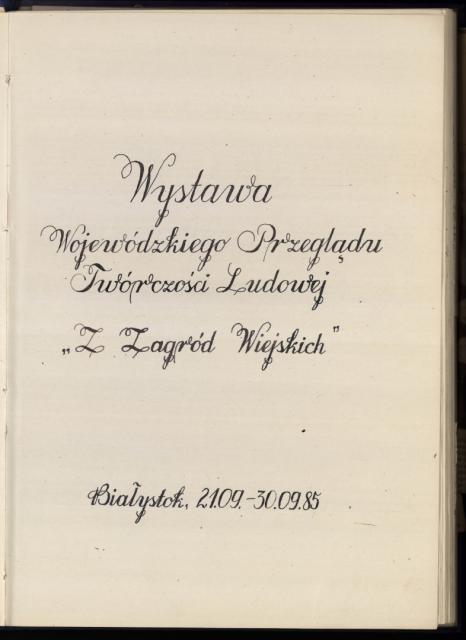 Wystawa
Wojewódzkiego Przeglądu
Twórczości Ludowej
„Z Zagród Wiejskich"
Białystok, 21.09.-30.09.85